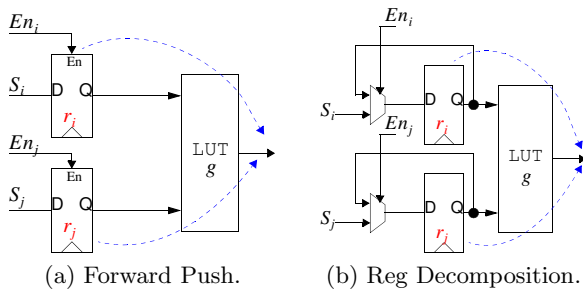 En_i
En
S_i
D Q
r_j
En_j
En
S_j
D Q
r_j
LUT
g
(a) Forward Push.
En_i
S_i
D Q
r_j
En_j
S_j
D Q
r_j
LUT
g
(b) Reg Decomposition.